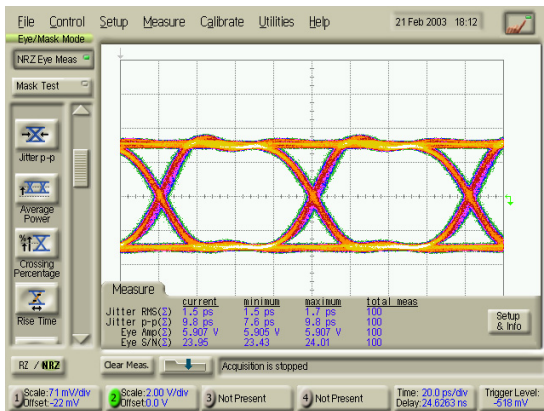 File Control Setup Measure Calibrate Utilities Help 21 Feb 2003 18:12
Eye/Mask Mode
NRZ Eye Meas
Mask Test
Jitter p-p
Average
Power
Crossing
Percentage
Rise Time
Measure
current minimum maximum total meas
Jitter RMS(Σ) 1.5 ps 1.5 ps 1.7 ps 100
Jitter p-p(Σ) 9.8 ps 7.6 ps 9.8 ps 100
Eye Amp(Σ) 5.907 V 5.905 V 5.907 V 100
Eye S/N(Σ) 23.95 23.43 24.01 100
Setup
& Info
RZ / NRZ
Clear Meas.
Acquisition is stopped
1 Scale:71 mV/div
Offset:-22 mV
2 Scale:2.00 V/div
Offset:0.0 V
3 Not Present
4 Not Present
Time: 20.0 ps/div
Delay:24.6263 ns
Trigger Level:
-518 mV